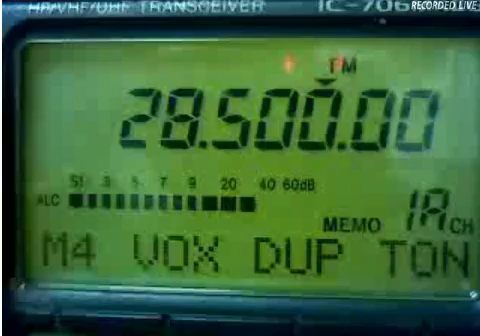 HF/VHF/UHF TRANSCEIVER IC-706
RECORDED LIVE
FM
28.500.00
S1 3 5 7 9 20 40 60dB
ALC
MEMO 1A CH
M4 VOX DUP TON